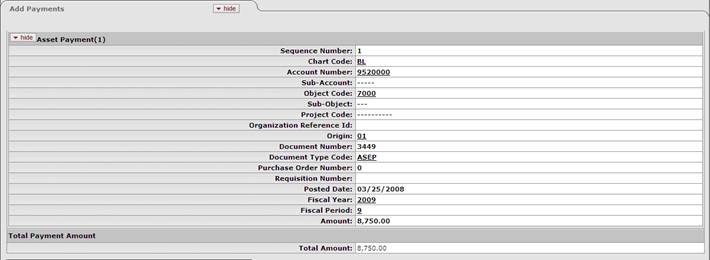 Add Payments hide
hide Asset Payment(1)
Sequence Number: 1
Chart Code: BL
Account Number: 9520000
Sub-Account: -----
Object Code: 7000
Sub-Object: ---
Project Code: ----------
Organization Reference Id:
Origin: 01
Document Number: 3449
Document Type Code: ASEP
Purchase Order Number: 0
Requisition Number:
Posted Date: 03/25/2008
Fiscal Year: 2009
Fiscal Period: 9
Amount: 8,750.00
Total Payment Amount
Total Amount: 8,750.00